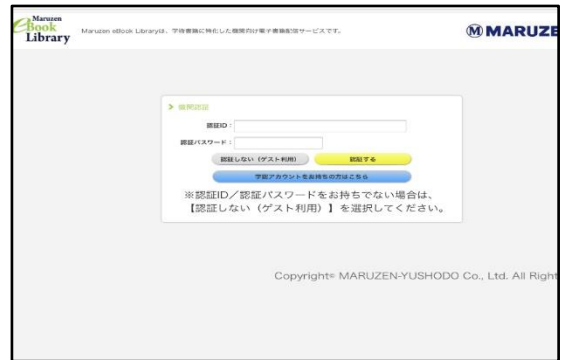 Maruzen
eBook
Library
Maruzen eBook Libraryは、学術書籍に特化した機関向け電子書籍配信サービスです。
MARUZE
機関認証
認証ID：
認証パスワード：
認証しない（ゲスト利用）
認証する
学認アカウントをお持ちの方はこちら
※認証ID／認証パスワードをお持ちでない場合は、
【認証しない（ゲスト利用）】を選択してください。
Copyright© MARUZEN-YUSHODO Co., Ltd. All Right